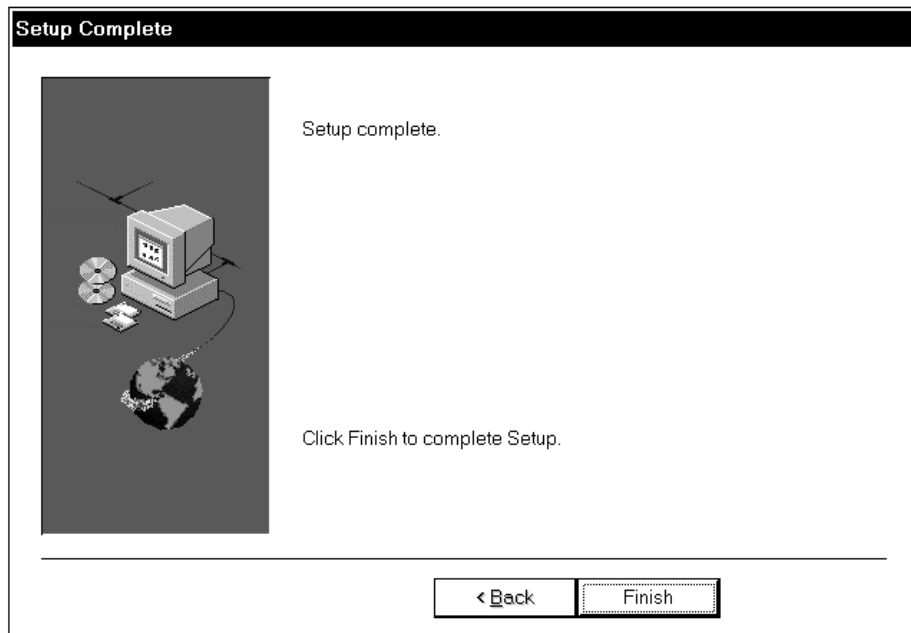 Setup Complete
Setup complete.
Click Finish to complete Setup.
< Back
Finish